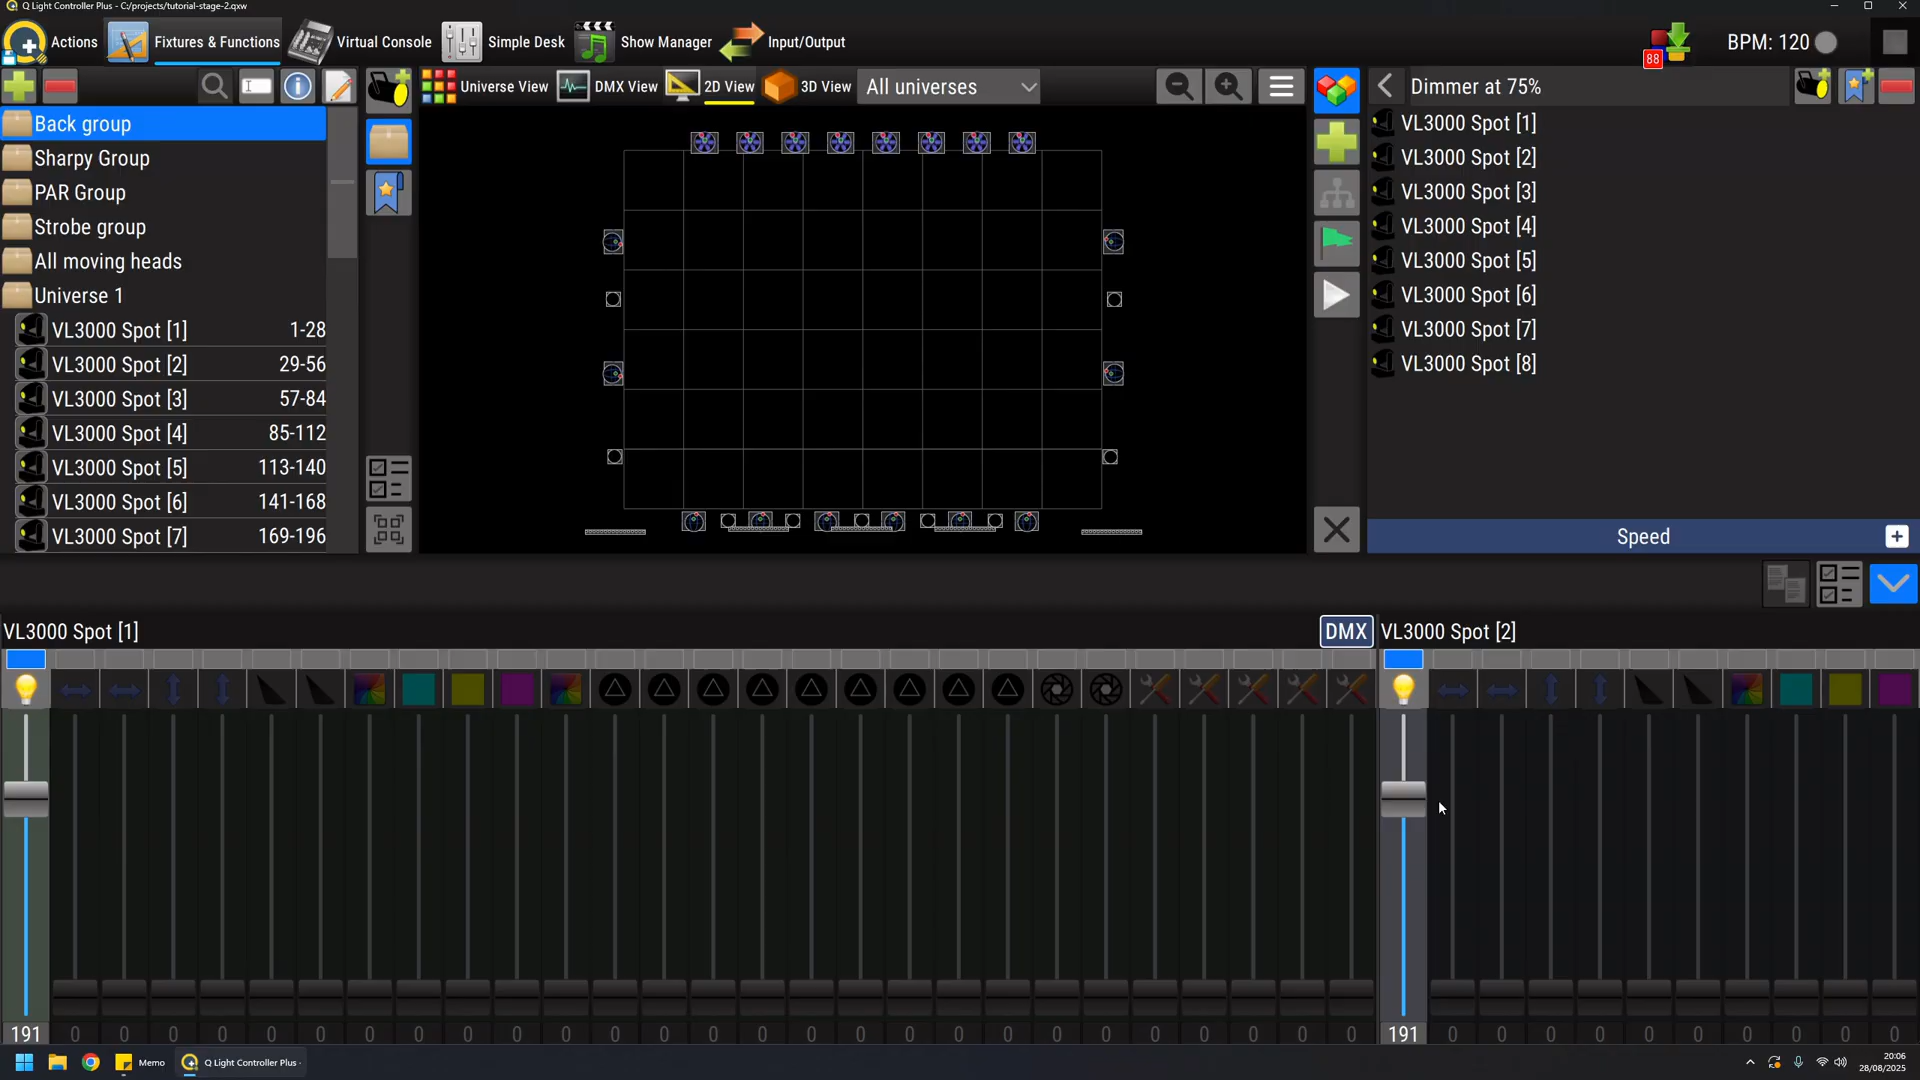 Q Light Controller Plus - C:/projects/tutorial-stage-2.qxw
Actions
Fixtures & Functions
Virtual Console
Simple Desk
Show Manager
Input/Output
88
BPM: 120
Universe View
DMX View
2D View
3D View
All universes
Dimmer at 75%
Back group
Sharpy Group
PAR Group
Strobe group
All moving heads
Universe 1
VL3000 Spot [1] 1-28
VL3000 Spot [2] 29-56
VL3000 Spot [3] 57-84
VL3000 Spot [4] 85-112
VL3000 Spot [5] 113-140
VL3000 Spot [6] 141-168
VL3000 Spot [7] 169-196
VL3000 Spot [1]
VL3000 Spot [2]
VL3000 Spot [3]
VL3000 Spot [4]
VL3000 Spot [5]
VL3000 Spot [6]
VL3000 Spot [7]
VL3000 Spot [8]
Speed
VL3000 Spot [1]
DMX
VL3000 Spot [2]
191 0 0 0 0 0 0 0 0 0 0 0 0 0 0 0 0 0 0 0 0 0 0 0 0 0 0 0
191 0 0 0 0 0 0 0 0 0 0
Memo
Q Light Controller Plus -
20:06
28/08/2025